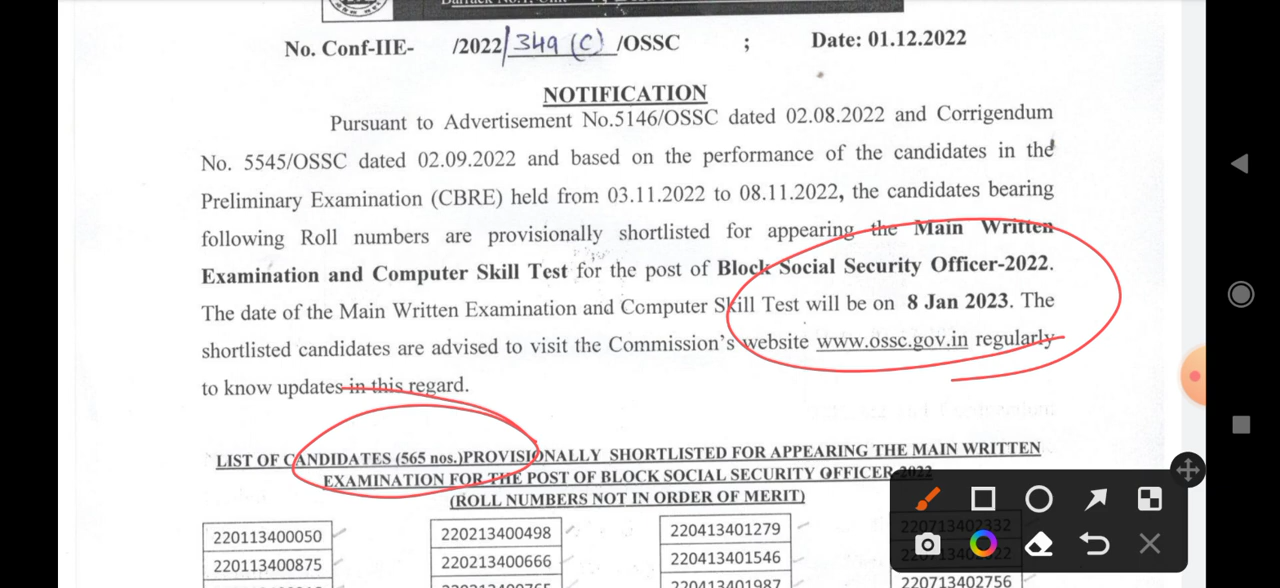 No. Conf-IIE- /2022/349 (C) /OSSC ; Date: 01.12.2022
NOTIFICATION
Pursuant to Advertisement No.5146/OSSC dated 02.08.2022 and Corrigendum
No. 5545/OSSC dated 02.09.2022 and based on the performance of the candidates in the
Preliminary Examination (CBRE) held from 03.11.2022 to 08.11.2022, the candidates bearing
following Roll numbers are provisionally shortlisted for appearing the Main Written
Examination and Computer Skill Test for the post of Block Social Security Officer-2022.
The date of the Main Written Examination and Computer Skill Test will be on 8 Jan 2023. The
shortlisted candidates are advised to visit the Commission's website www.ossc.gov.in regularly
to know updates in this regard.
LIST OF CANDIDATES (565 nos.)PROVISIONALLY SHORTLISTED FOR APPEARING THE MAIN WRITTEN
EXAMINATION FOR THE POST OF BLOCK SOCIAL SECURITY OFFICER-2022
(ROLL NUMBERS NOT IN ORDER OF MERIT)
220113400050 220213400498 220413401279 220713402332
220113400875 220213400666 220413401546
220413401987 220713402756